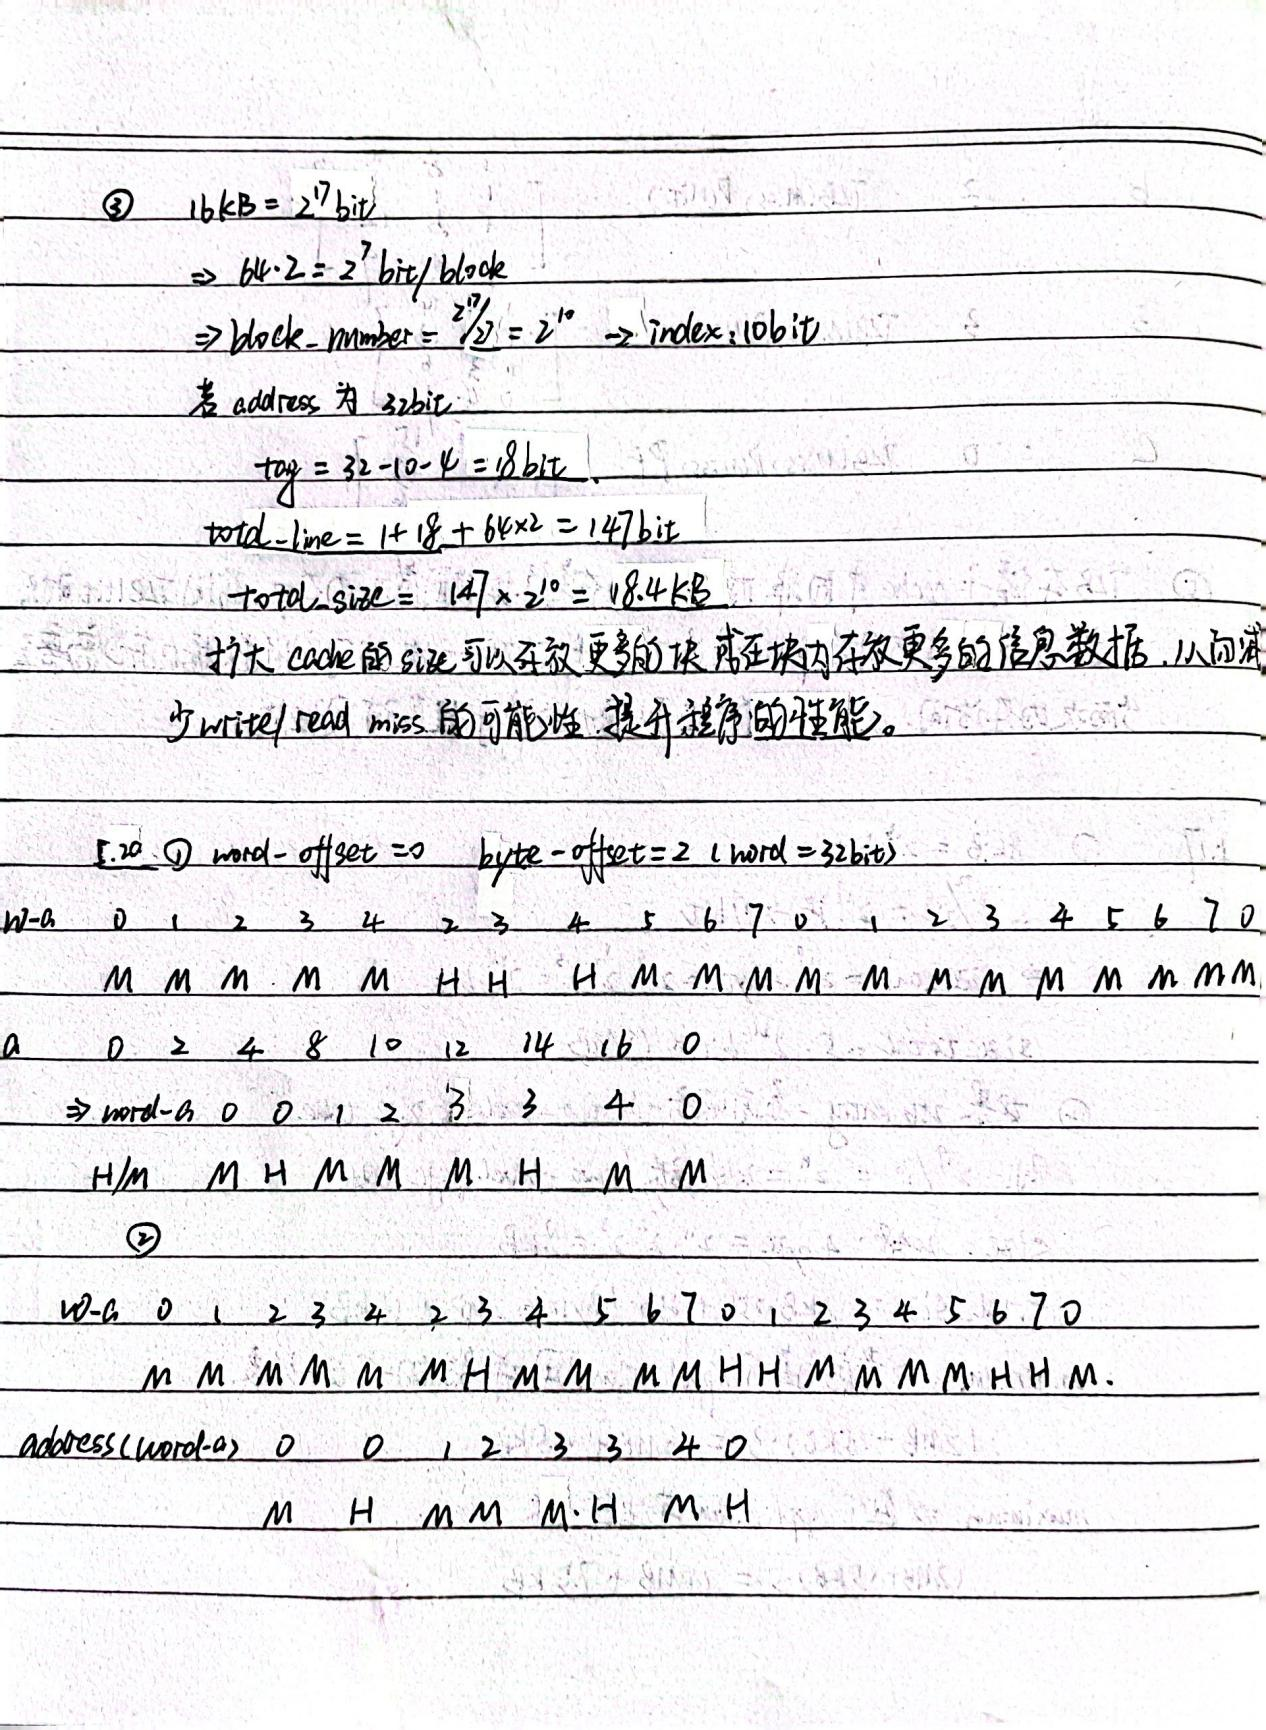 ③ 16kB = 2^17 bit
⇒ 64·2 = 2^7 bit/block
⇒ block_number = 2^17/2^7 = 2^10 → index:10bit
若 address 为 32bit
tag = 32-10-4 = 18bit.
total-line = 1+18+64×2 = 147bit
total_size = 147 × 2^10 = 18.4KB
扩大 cache 的 size 可以存放更多的块或在块内存放更多的信息数据,从而减
少 write/read miss 的可能性.提升程序的性能。
5.20 ① word-offset = 0 byte-offset = 2 (word = 32bit)
w-a 0 1 2 3 4 2 3 4 5 6 7 0 1 2 3 4 5 6 7 0
M M M M M H H H M M M M M M M M M M M M
a 0 2 4 8 10 12 14 16 0
⇒ word-a 0 0 1 2 3 3 4 0
H/M M H M M M H M M
②
w-a 0 1 2 3 4 2 3 4 5 6 7 0 1 2 3 4 5 6 7 0
M M M M M M H M M M M H H M M M M H H M.
address(word-a) 0 0 1 2 3 3 4 0
M H M M M. H M H